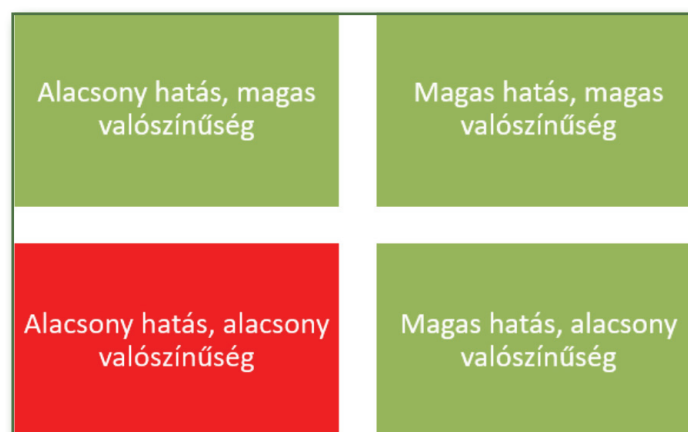 Alacsony hatás, magas
valószínűség
Magas hatás, magas
valószínűség
Alacsony hatás, alacsony
valószínűség
Magas hatás, alacsony
valószínűség